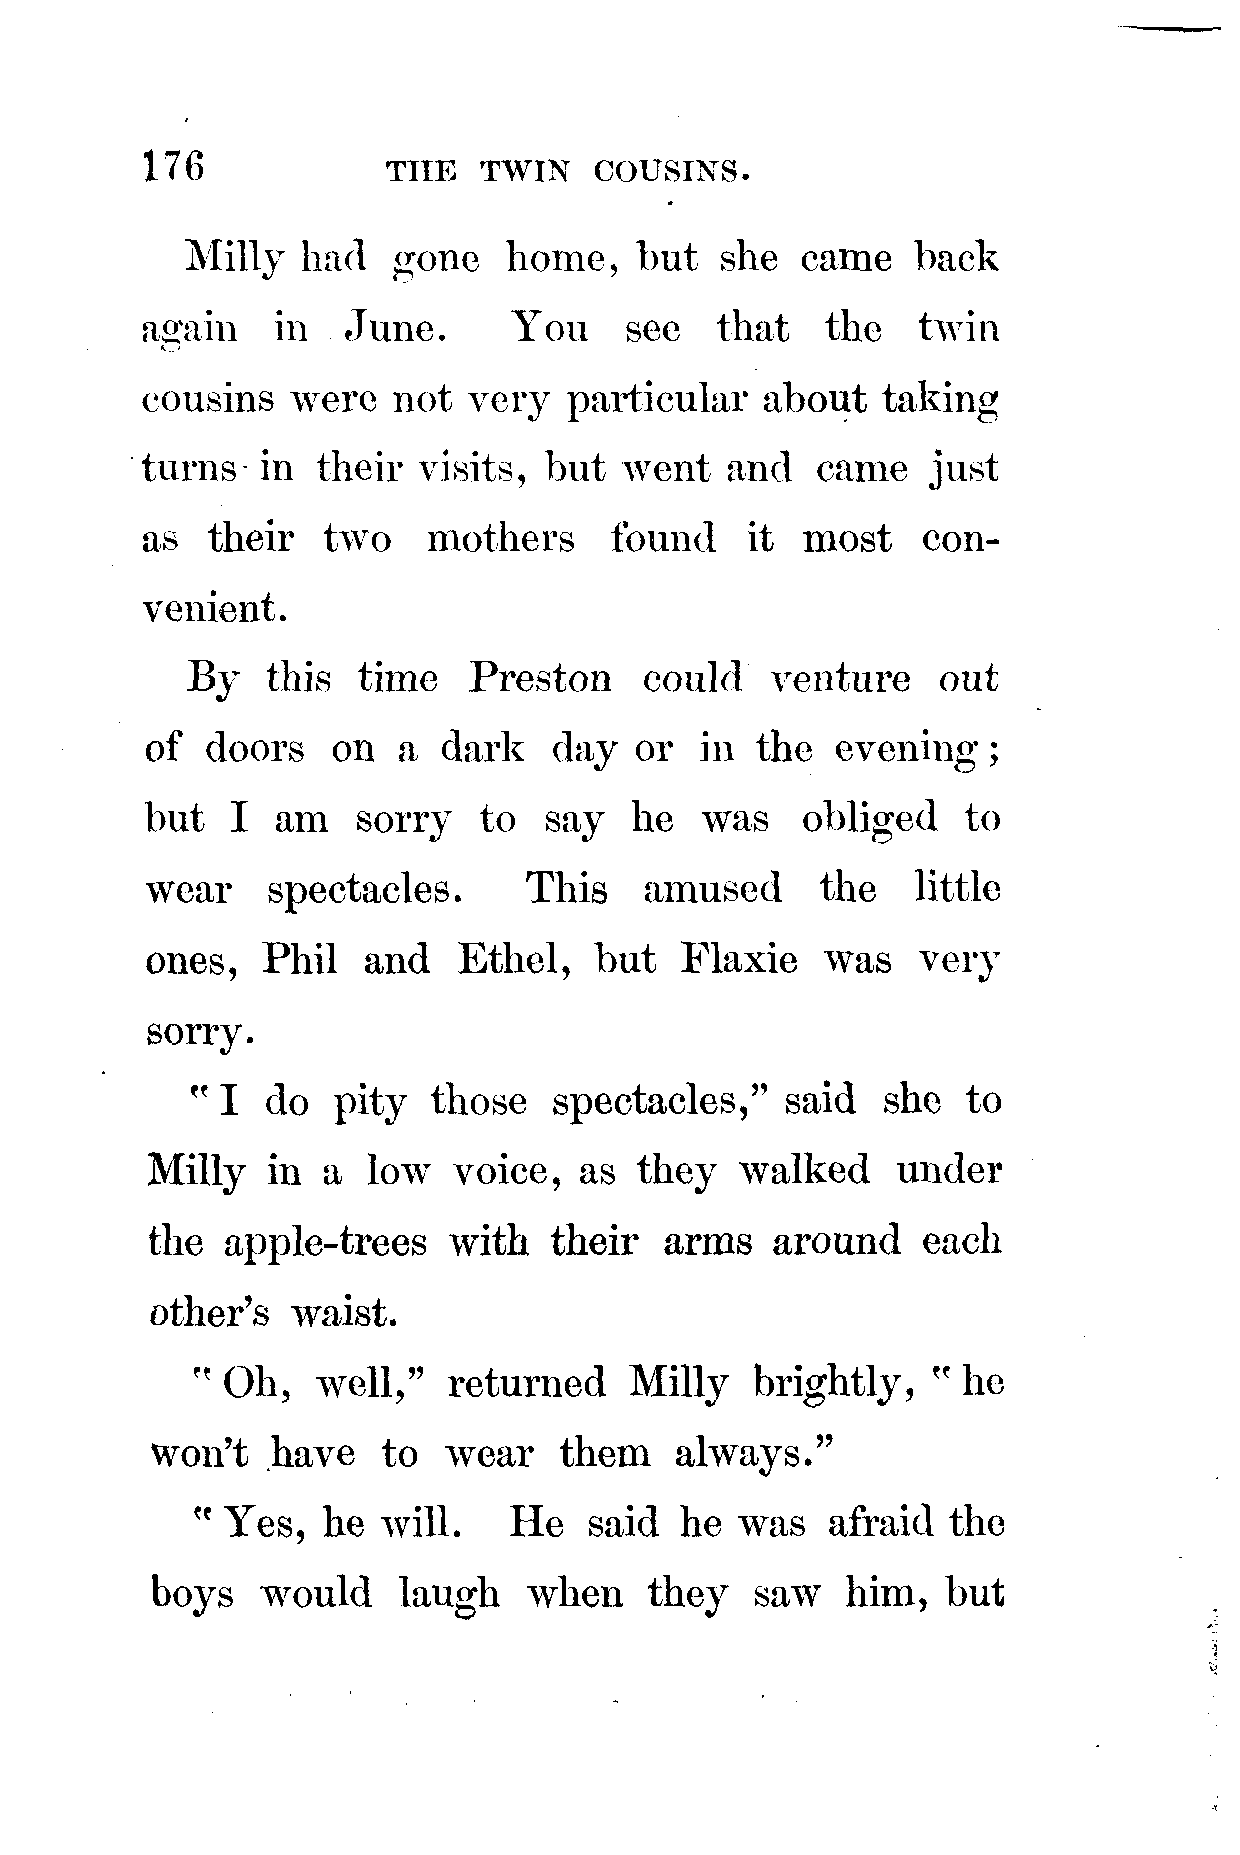 176 THE TWIN COUSINS.
Milly had gone home, but she came back
again in June. You see that the twin
cousins were not very particular about taking
turns in their visits, but went and came just
as their two mothers found it most con-
venient.
By this time Preston could venture out
of doors on a dark day or in the evening;
but I am sorry to say he was obliged to
wear spectacles. This amused the little
ones, Phil and Ethel, but Flaxie was very
sorry.
"I do pity those spectacles," said she to
Milly in a low voice, as they walked under
the apple-trees with their arms around each
other's waist.
"Oh, well," returned Milly brightly, "he
won't have to wear them always."
"Yes, he will. He said he was afraid the
boys would laugh when they saw him, but